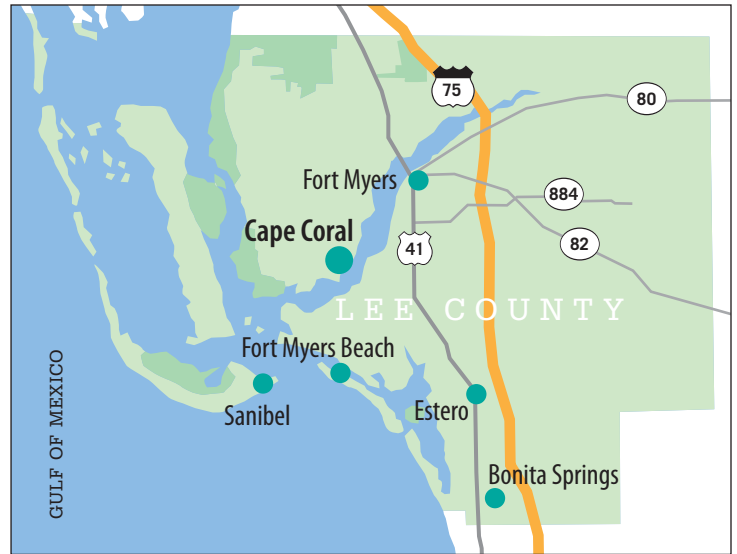 75
80
Fort Myers
884
Cape Coral
41
82
LEE COUNTY
Fort Myers Beach
GULF OF MEXICO
Sanibel
Estero
Bonita Springs